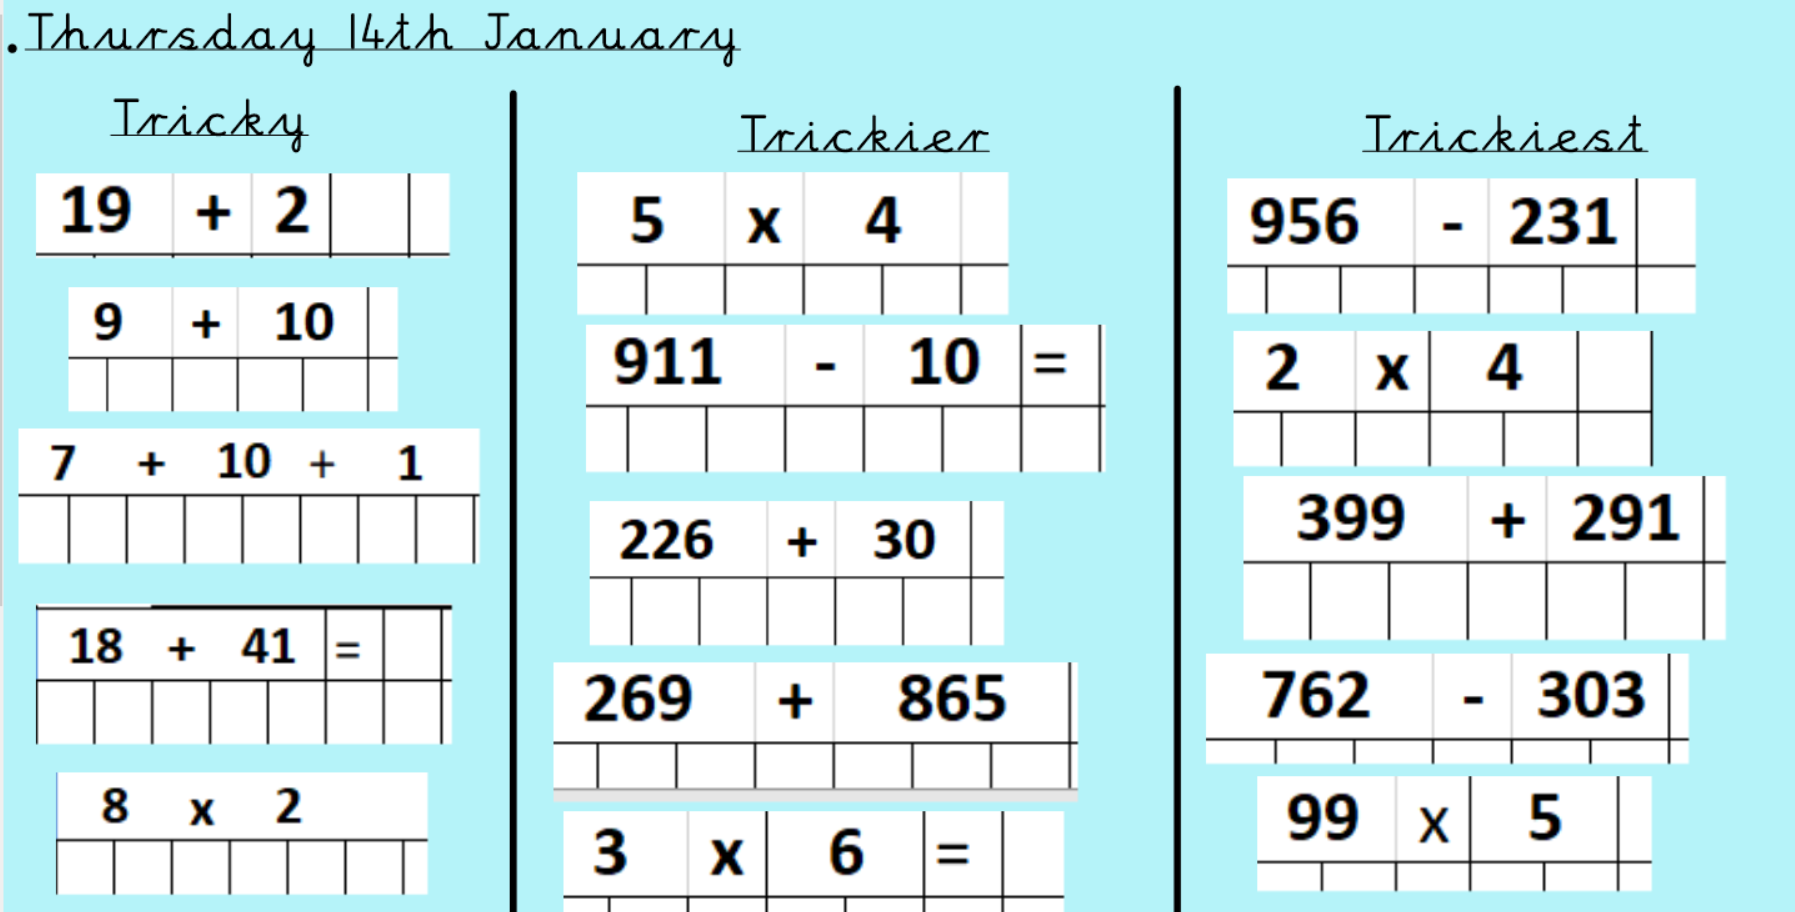 .Thursday 14th January
Tricky
19 + 2
9 + 10
7 + 10 + 1
18 + 41 =
8 x 2
Trickier
5 x 4
911 - 10 =
226 + 30
269 + 865
3 x 6 =
Trickiest
956 - 231
2 x 4
399 + 291
762 - 303
99 x 5